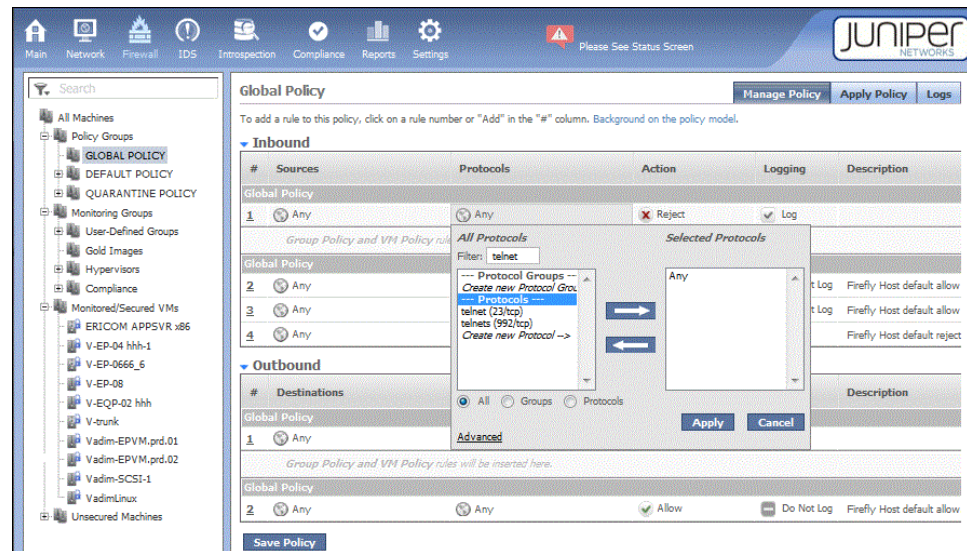 Main Network Firewall IDS Introspection Compliance Reports Settings
Please See Status Screen
JUNIPER
NETWORKS
Search
All Machines
Policy Groups
GLOBAL POLICY
DEFAULT POLICY
QUARANTINE POLICY
Monitoring Groups
User-Defined Groups
Gold Images
Hypervisors
Compliance
Monitored/Secured VMs
ERICOM APPSVR x86
V-EP-04 hhh-1
V-EP-0666_6
V-EP-08
V-EQP-02 hhh
V-trunk
Vadim-EPVM.prd.01
Vadim-EPVM.prd.02
Vadim-SCSI-1
VadimLinux
Unsecured Machines
Global Policy
Manage Policy Apply Policy Logs
To add a rule to this policy, click on a rule number or "Add" in the "#" column. Background on the policy model.
Inbound
# Sources Protocols Action Logging Description
Global Policy
1 Any Any Reject Log
Group Policy and VM Policy
Global Policy
2 Any t Log Firefly Host default allow
3 Any t Log Firefly Host default allow
4 Any Firefly Host default reject
All Protocols
Filter: telnet
--- Protocol Groups --
Create new Protocol Grou
--- Protocols ---
telnet (23/tcp)
telnets (992/tcp)
Create new Protocol -->
All Groups Protocols
Advanced
Selected Protocols
Any
Apply Cancel
Outbound
# Destinations Description
Global Policy
1 Any
Group Policy and VM Policy rules will be inserted here.
Global Policy
2 Any Any Allow Do Not Log Firefly Host default allow
Save Policy